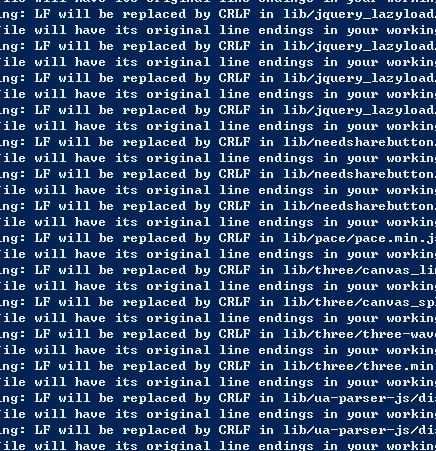 ile will have its original line endings in your workin
ng: LF will be replaced by CRLF in lib/jquery_lazyload
ile will have its original line endings in your workin
ng: LF will be replaced by CRLF in lib/jquery_lazyload
ile will have its original line endings in your workin
ng: LF will be replaced by CRLF in lib/jquery_lazyload
ile will have its original line endings in your workin
ng: LF will be replaced by CRLF in lib/jquery_lazyload.
ile will have its original line endings in your workin
ng: LF will be replaced by CRLF in lib/needsharebutton.
ile will have its original line endings in your workin
ng: LF will be replaced by CRLF in lib/needsharebutton.
ile will have its original line endings in your workin
ng: LF will be replaced by CRLF in lib/needsharebutton.
ile will have its original line endings in your workin
ng: LF will be replaced by CRLF in lib/pace/pace.min.j
ile will have its original line endings in your workin
ng: LF will be replaced by CRLF in lib/three/canvas_li
ile will have its original line endings in your workin
ng: LF will be replaced by CRLF in lib/three/canvas_sp
ile will have its original line endings in your workin
ng: LF will be replaced by CRLF in lib/three/three-wav
ile will have its original line endings in your workin
ng: LF will be replaced by CRLF in lib/three/three.min
ile will have its original line endings in your workin
ng: LF will be replaced by CRLF in lib/ua-parser-js/di
ile will have its original line endings in your workin
ng: LF will be replaced by CRLF in lib/ua-parser-js/di
ile will have its original line endings in your workin